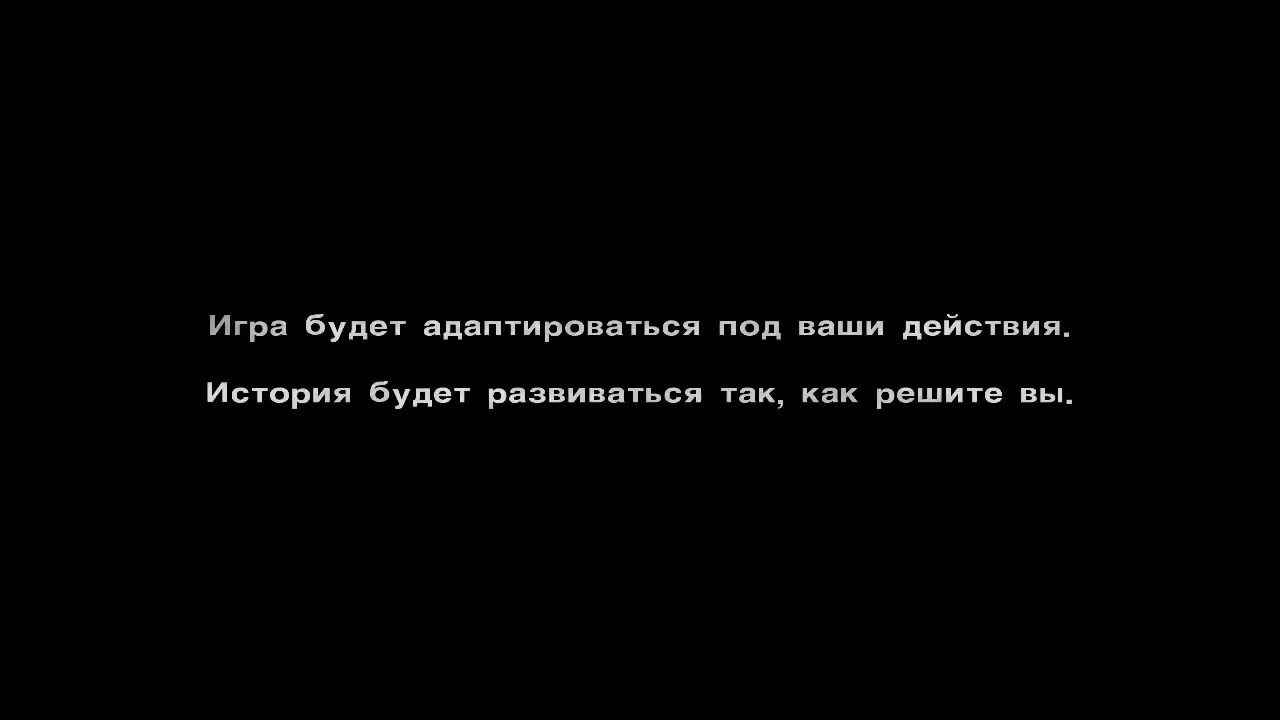 Игра будет адаптироваться под ваши действия.
История будет развиваться так, как решите вы.